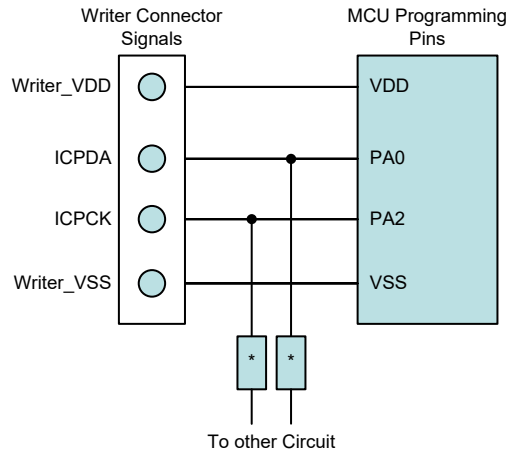 Writer Connector
Signals
MCU Programming
Pins
Writer_VDD
VDD
ICPDA
PA0
ICPCK
PA2
Writer_VSS
VSS
* *
To other Circuit